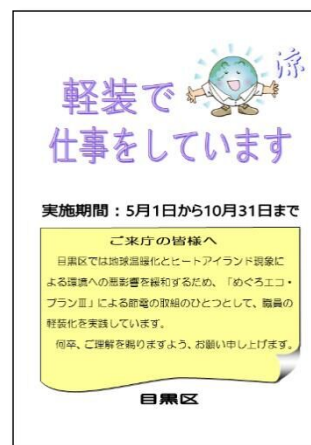 涼
軽装で
仕事をしています
実施期間：5月1日から10月31日まで
ご来庁の皆様へ
目黒区では地球温暖化とヒートアイランド現象に
よる環境への悪影響を緩和するため、「めぐろエコ・
プランⅢ」による節電の取組のひとつとして、職員の
軽装化を実践しています。
何卒、ご理解を賜りますよう、お願い申し上げます。
目黒区